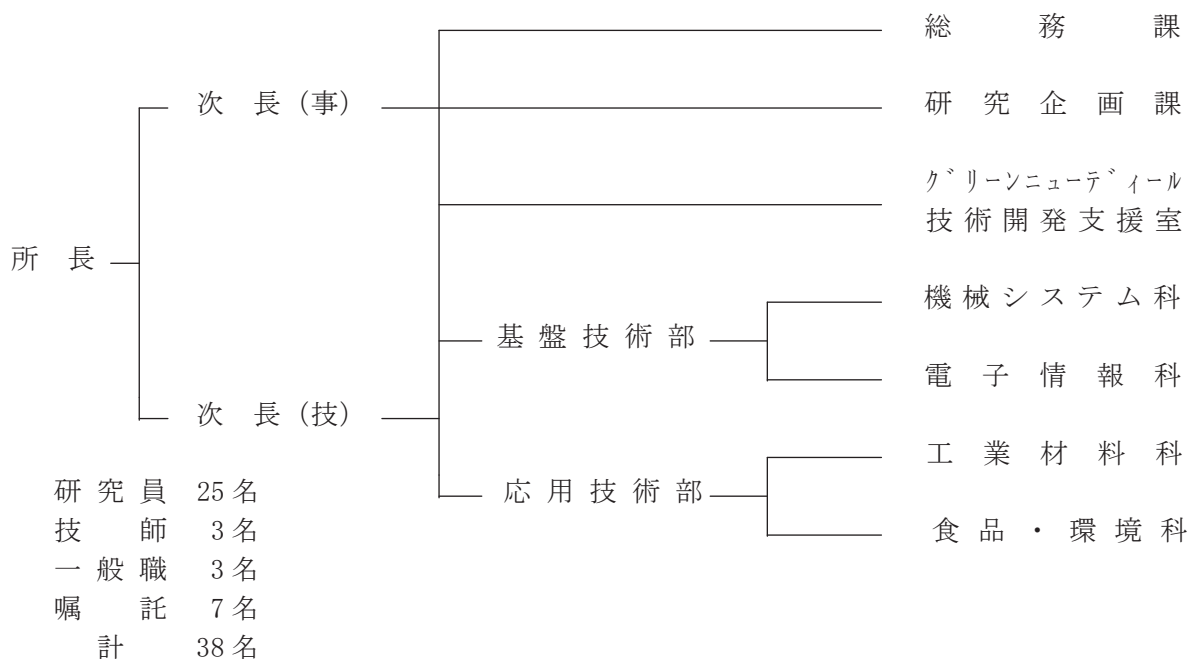 総務課
次長(事)
研究企画課
グリーンニューディール
技術開発支援室
所長
機械システム科
基盤技術部
電子情報科
次長(技)
工業材料科
応用技術部
食品・環境科
研究員 25名
技師 3名
一般職 3名
嘱託 7名
計 38名